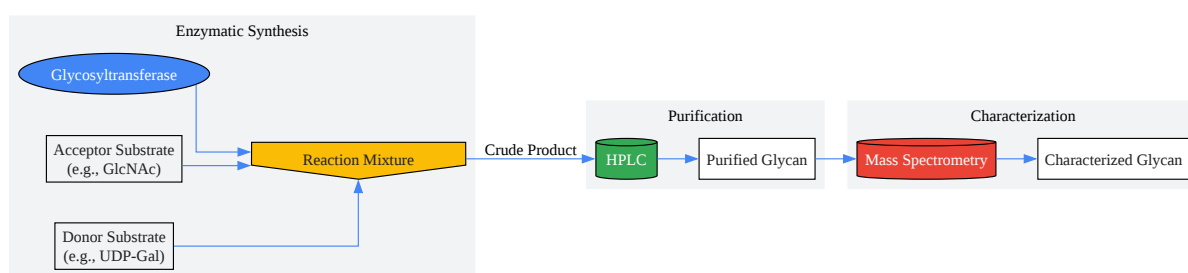 Enzymatic Synthesis
Glycosyltransferase
Acceptor Substrate
(e.g., GlcNAc)
Donor Substrate
(e.g., UDP-Gal)
Reaction Mixture
Crude Product
Purification
HPLC
Purified Glycan
Characterization
Mass Spectrometry
Characterized Glycan